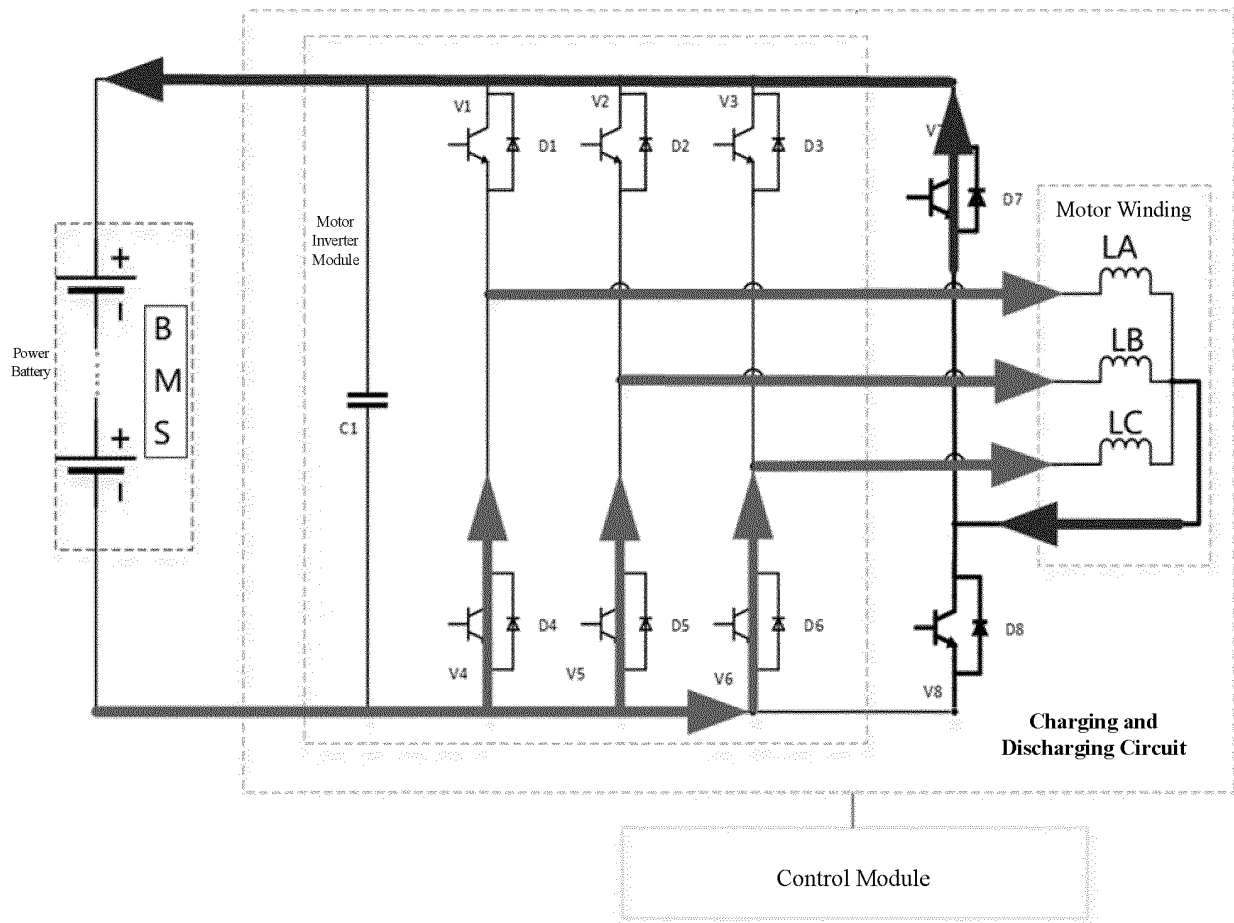 V1
V2
V3
D1
D2
D3
D7
Motor
Inverter
Module
Motor Winding
LA
LB
LC
+
−
B
M
S
Power
Battery
+
−
C1
D4
D5
D6
D8
V4
V5
V6
V8
Charging and
Discharging Circuit
Control Module